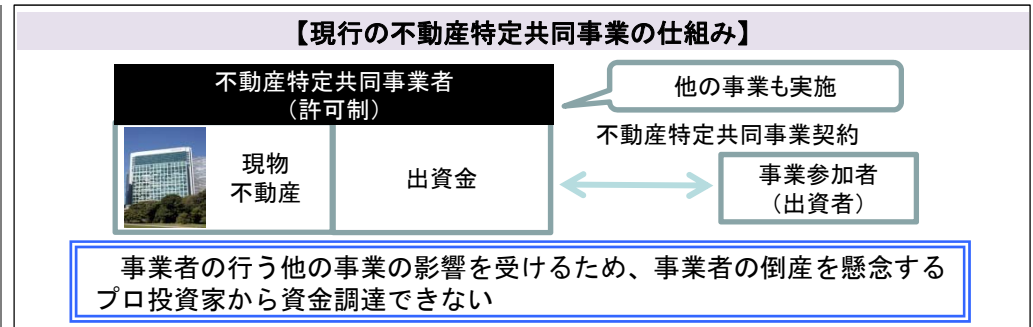 【現行の不動産特定共同事業の仕組み】
不動産特定共同事業者
（許可制）
他の事業も実施
不動産特定共同事業契約
現物
不動産
出資金
事業参加者
（出資者）
事業者の行う他の事業の影響を受けるため、事業者の倒産を懸念する
プロ投資家から資金調達できない